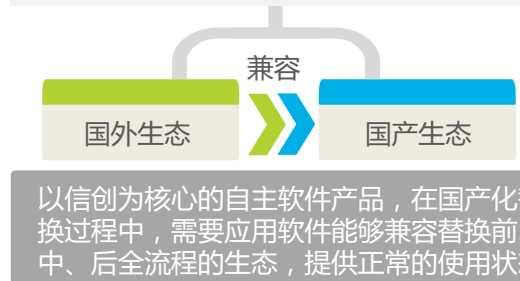 兼容
国外生态
国产生态
以信创为核心的自主软件产品，在国产化
换过程中，需要应用软件能够兼容替换前
中、后全流程的生态，提供正常的使用状